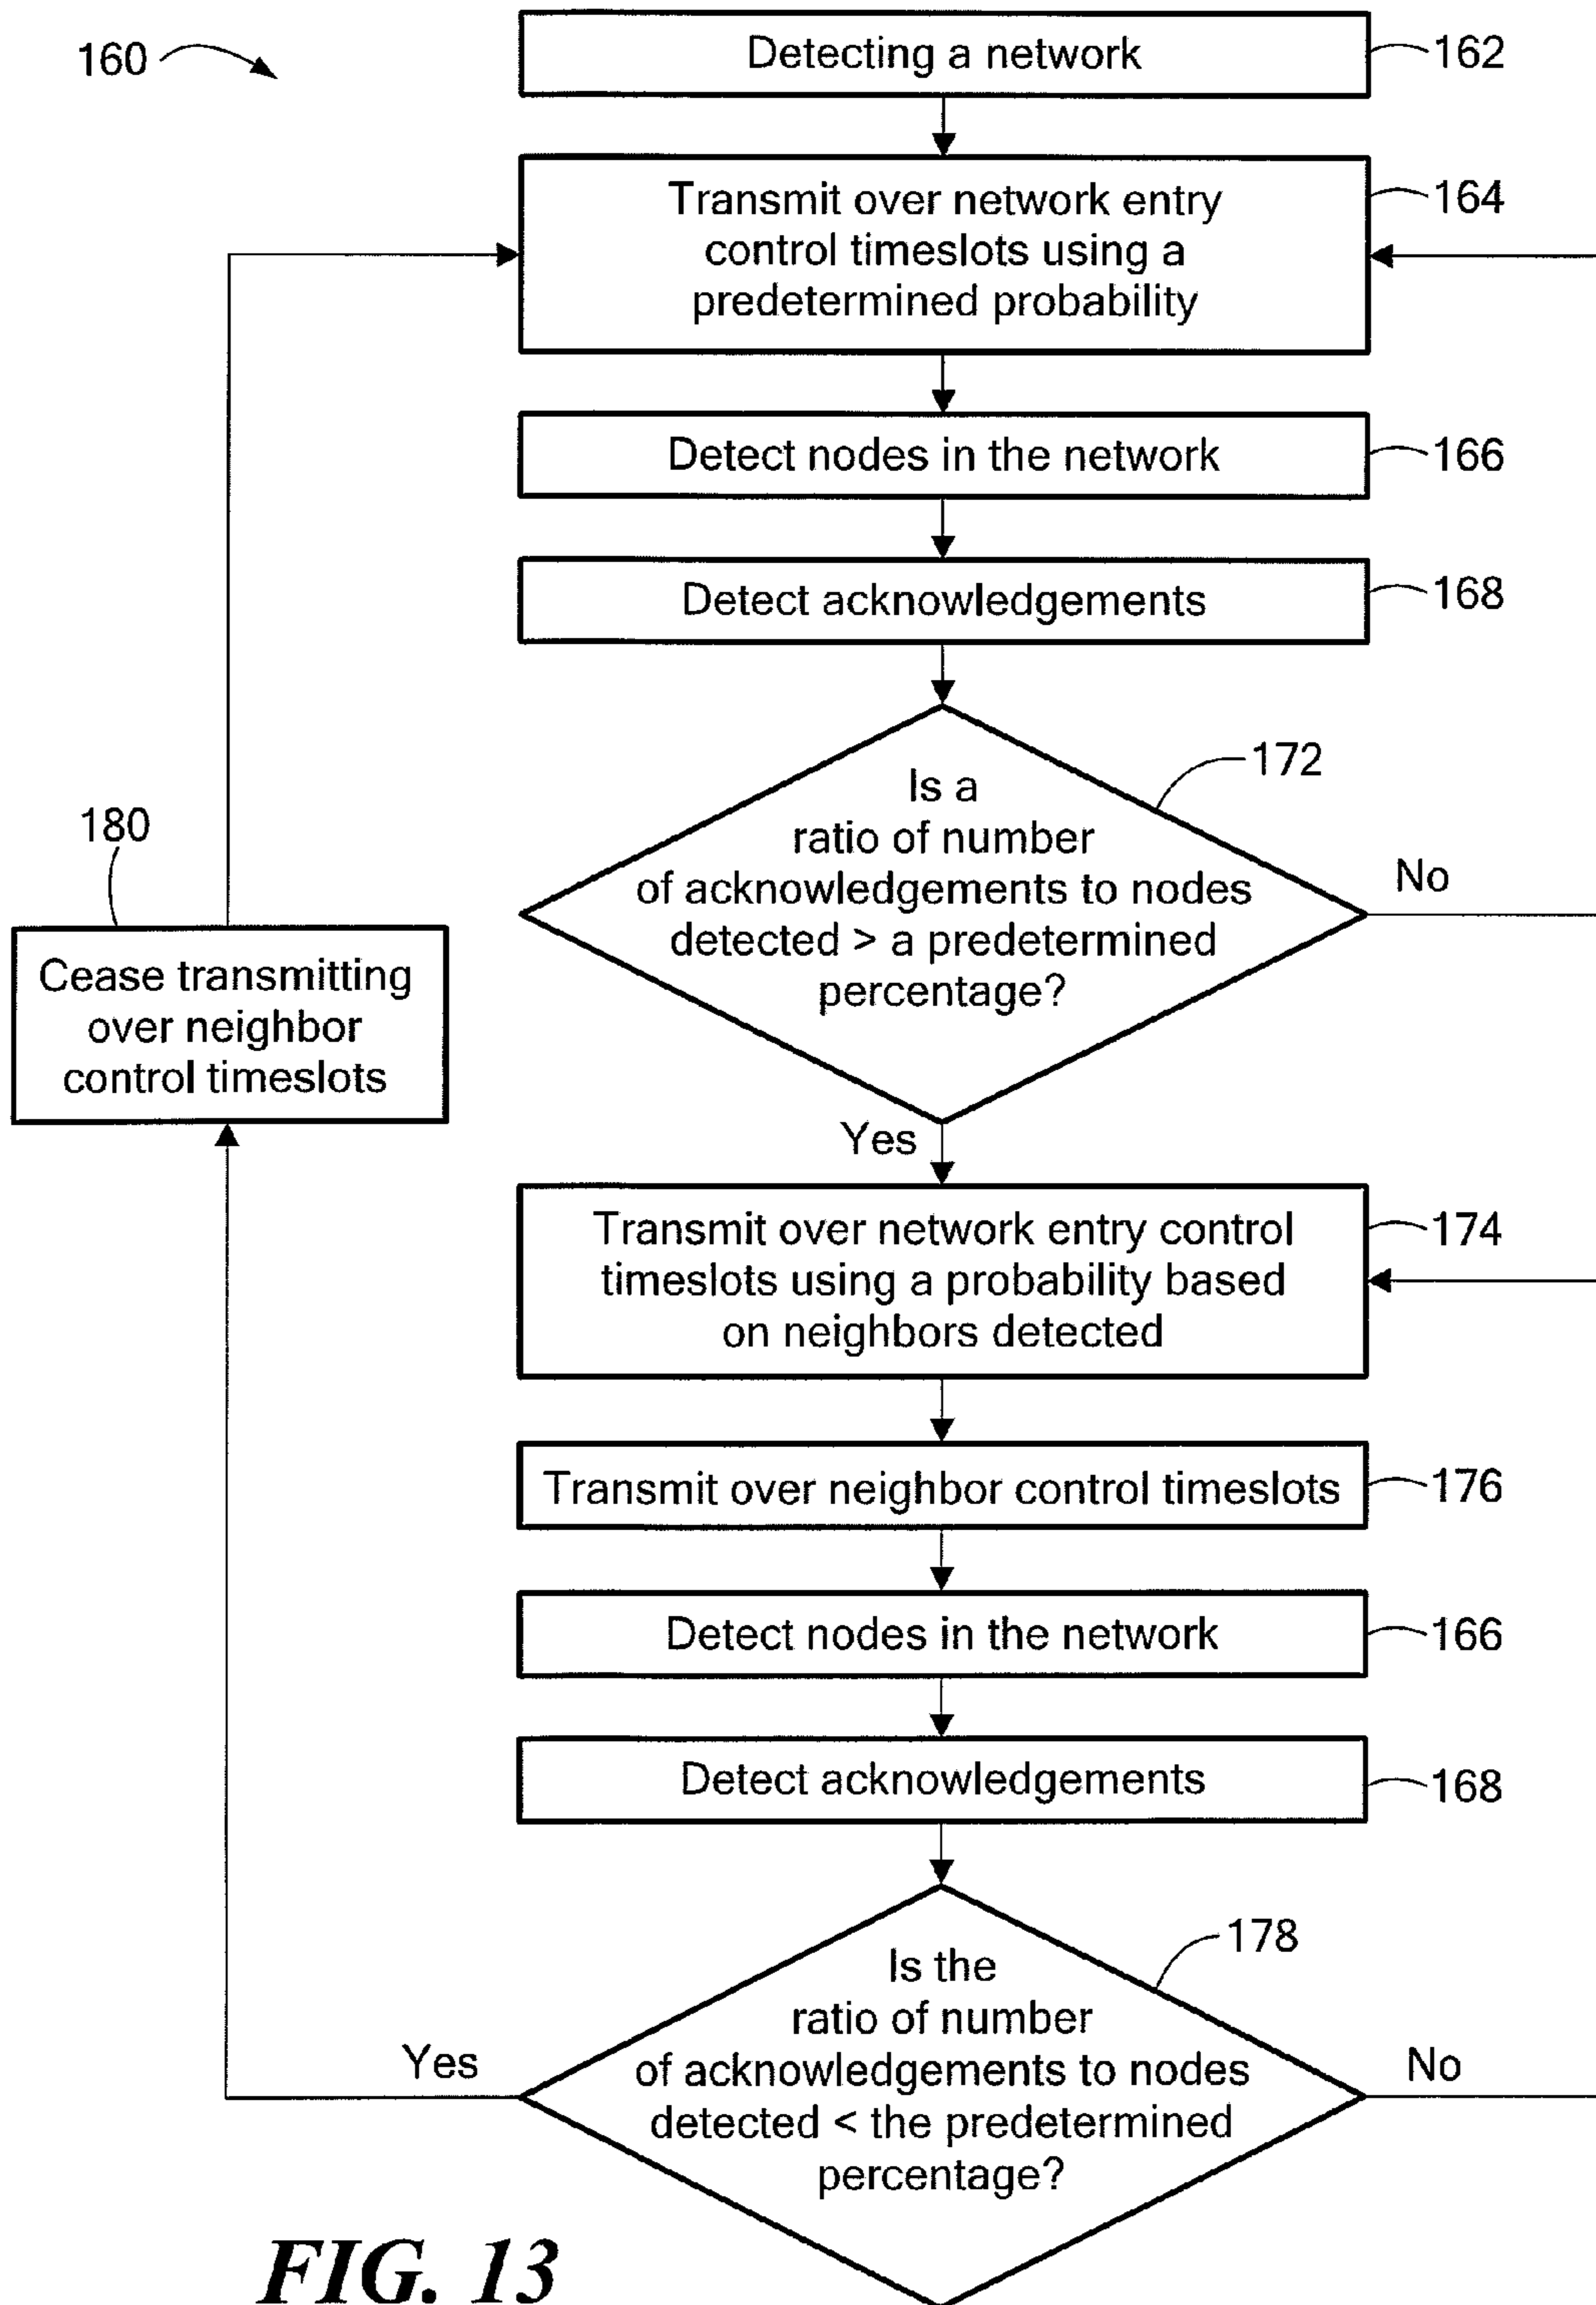 160
Detecting a network
162
Transmit over network entry
control timeslots using a
predetermined probability
164
Detect nodes in the network
166
Detect acknowledgements
168
Is a
ratio of number
of acknowledgements to nodes
detected > a predetermined
percentage?
172
No
Yes
180
Cease transmitting
over neighbor
control timeslots
Transmit over network entry control
timeslots using a probability based
on neighbors detected
174
Transmit over neighbor control timeslots
176
Detect nodes in the network
166
Detect acknowledgements
168
Is the
ratio of number
of acknowledgements to nodes
detected < the predetermined
percentage?
178
Yes
No
FIG. 13